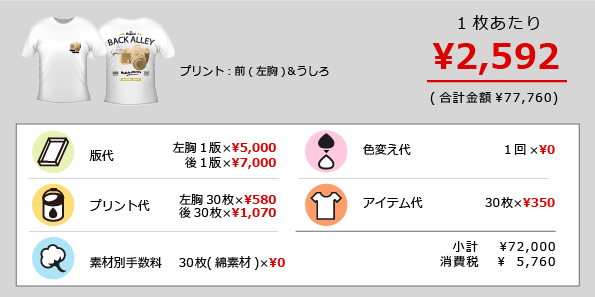 BACK ALLEY
プリント：前(左胸)&うしろ
1枚あたり
¥2,592
(合計金額¥77,760)
版代
左胸1版×¥5,000
後1版×¥7,000
色変え代
1回×¥0
プリント代
左胸30枚×¥580
後30枚×¥1,070
アイテム代
30枚×¥350
素材別手数料
30枚(綿素材)×¥0
小計 ¥72,000
消費税 ¥ 5,760